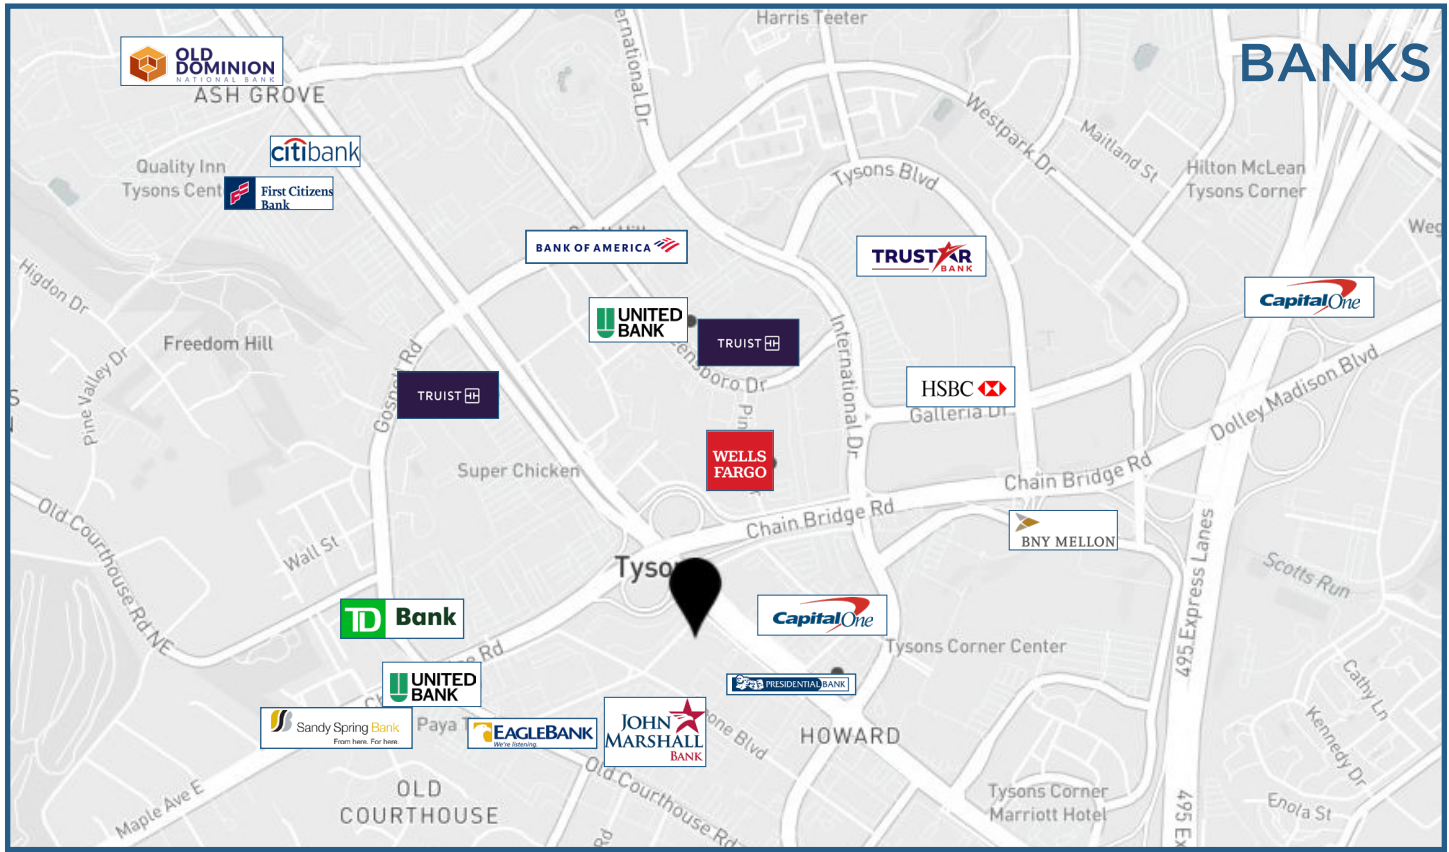 Harris Teeter
BANKS
OLD
DOMINION
NATIONAL BANK
ASH GROVE
Westpark Dr
Maitland St
citibank
Quality Inn
Tysons Cent
First Citizens
Bank
Tysons Blvd
Hilton McLean
Tysons Corner
Weg
BANK OF AMERICA
TRUSTAR
BANK
Higdon Dr
CapitalOne
UNITED
BANK
TRUIST
International Dr
Freedom Hill
Pine Valley Dr
Dolley Madison Blvd
TRUIST
HSBC
Galleria Dr
WELLS
FARGO
Super Chicken
Chain Bridge Rd
Chain Bridge Rd
Old Courthouse Rd NE
BNY MELLON
Wall St
495 Express Lanes
Scotts Run
Tyso
TD Bank
CapitalOne
Tysons Corner Center
UNITED
BANK
PRESIDENTIAL BANK
Cathy Ln
Kennedy Dr
Sandy Spring Bank
From here. For here.
Paya
EAGLEBANK
We're listening.
JOHN
MARSHALL
BANK
one Blvd
HOWARD
OLD
COURTHOUSE
Old Courthouse Rd
Maple Ave E
Tysons Corner
Marriott Hotel
Enola St
495 Ex
Rd